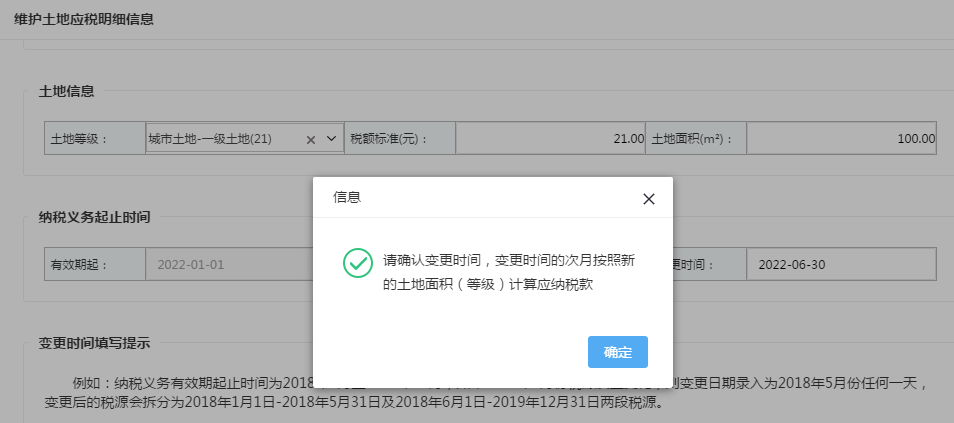 维护土地应税明细信息
土地信息
土地等级： 城市土地-一级土地(21) 税额标准(元)： 21.00 土地面积(m²)： 100.00
信息
纳税义务起止时间
请确认变更时间，变更时间的次月按照新
的土地面积（等级）计算应纳税款
有效期起： 2022-01-01 更时间： 2022-06-30
确定
变更时间填写提示
例如：纳税义务有效期起止时间为2018 变更日期录入为2018年5月份任何一天，
变更后的税源会拆分为2018年1月1日-2018年5月31日及2018年6月1日-2019年12月31日两段税源。